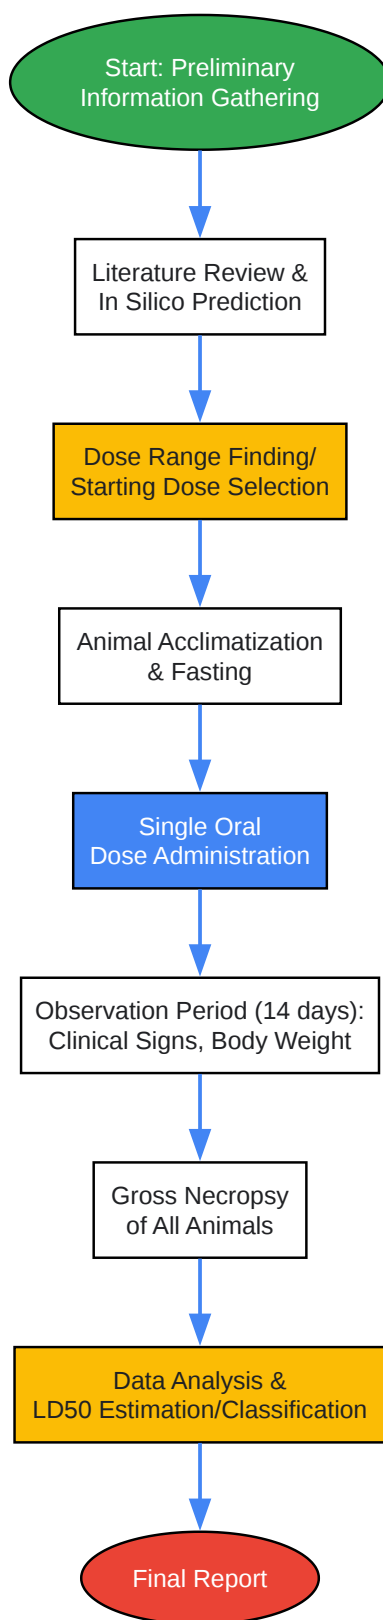 Start: Preliminary
Information Gathering
Literature Review &
In Silico Prediction
Dose Range Finding/
Starting Dose Selection
Animal Acclimatization
& Fasting
Single Oral
Dose Administration
Observation Period (14 days):
Clinical Signs, Body Weight
Gross Necropsy
of All Animals
Data Analysis &
LD50 Estimation/Classification
Final Report